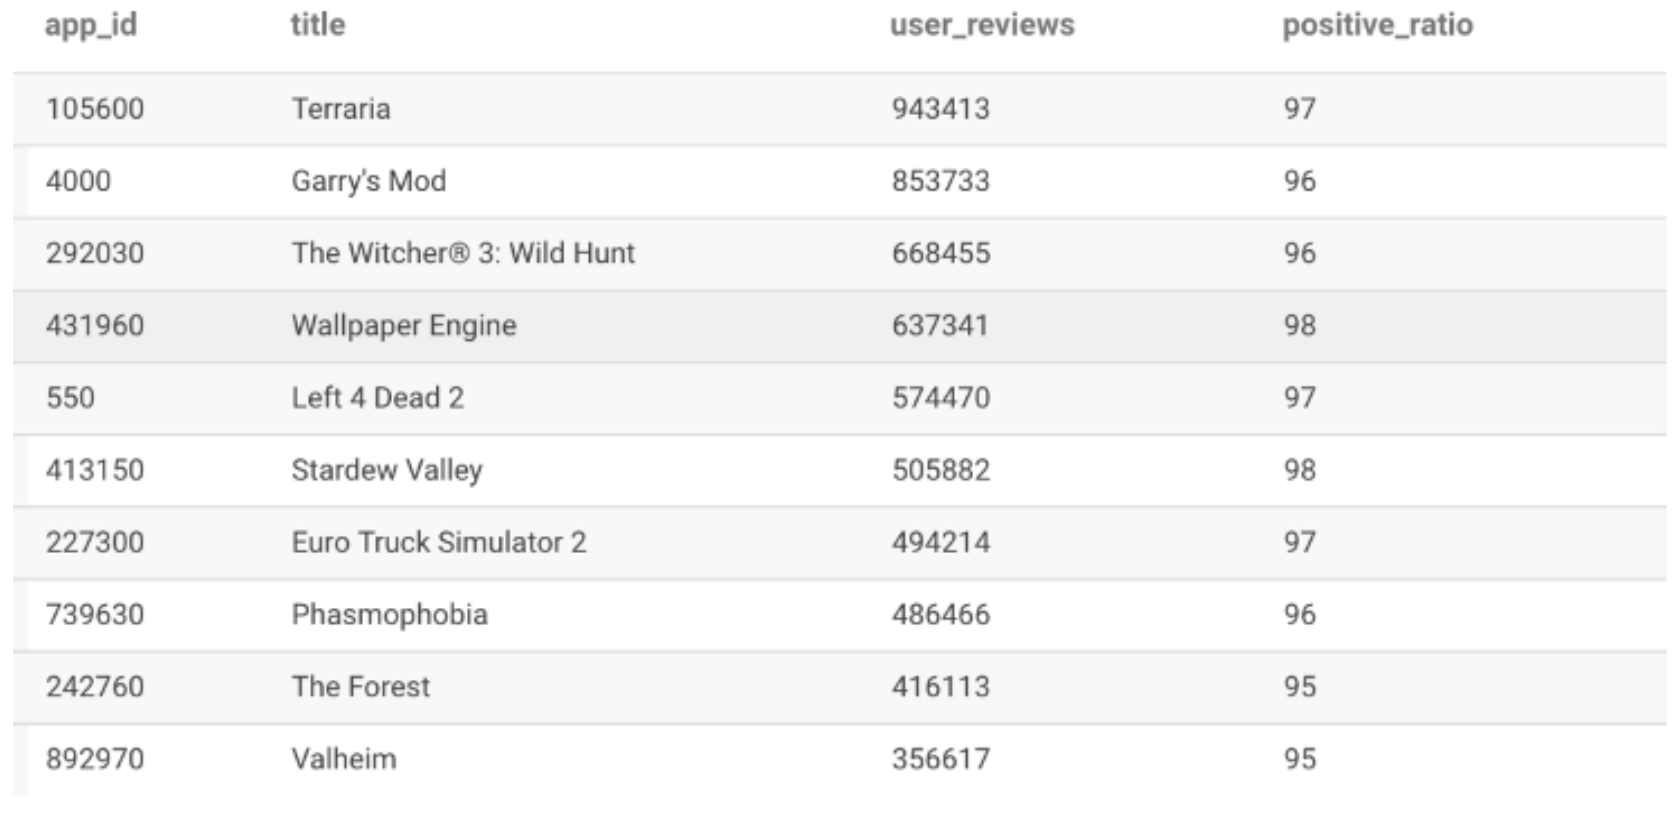 app_id title user_reviews positive_ratio
105600 Terraria 943413 97
4000 Garry's Mod 853733 96
292030 The Witcher® 3: Wild Hunt 668455 96
431960 Wallpaper Engine 637341 98
550 Left 4 Dead 2 574470 97
413150 Stardew Valley 505882 98
227300 Euro Truck Simulator 2 494214 97
739630 Phasmophobia 486466 96
242760 The Forest 416113 95
892970 Valheim 356617 95